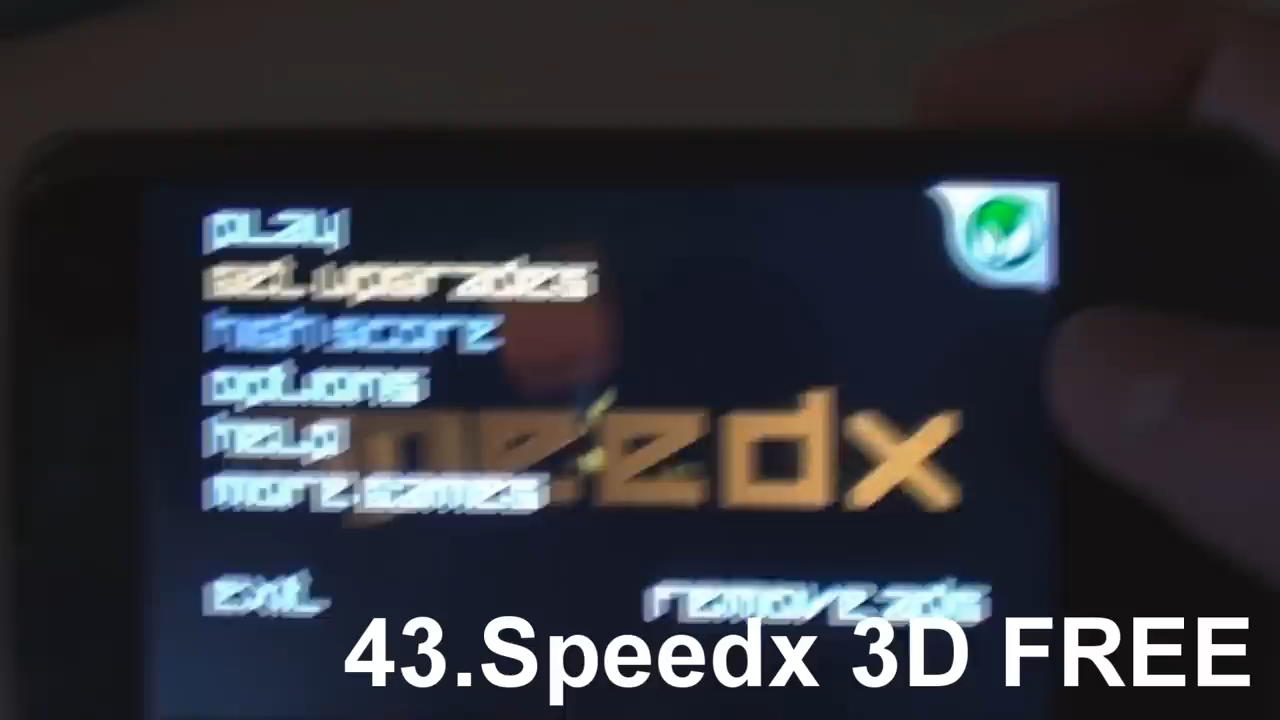 play
get upgrades
high score
options
help
more games
speedx
exit
remove ads
43.Speedx 3D FREE